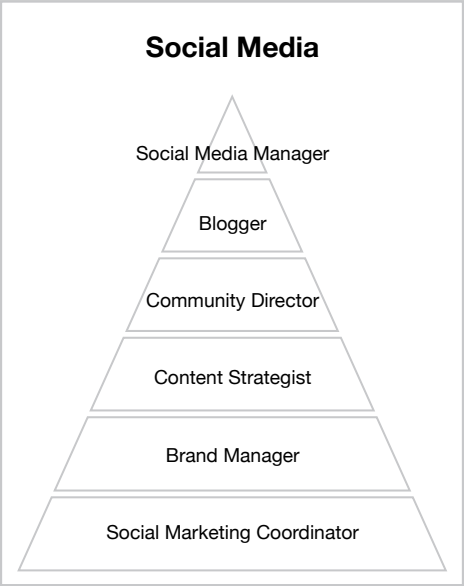 Social Media
Social Media Manager
Blogger
Community Director
Content Strategist
Brand Manager
Social Marketing Coordinator